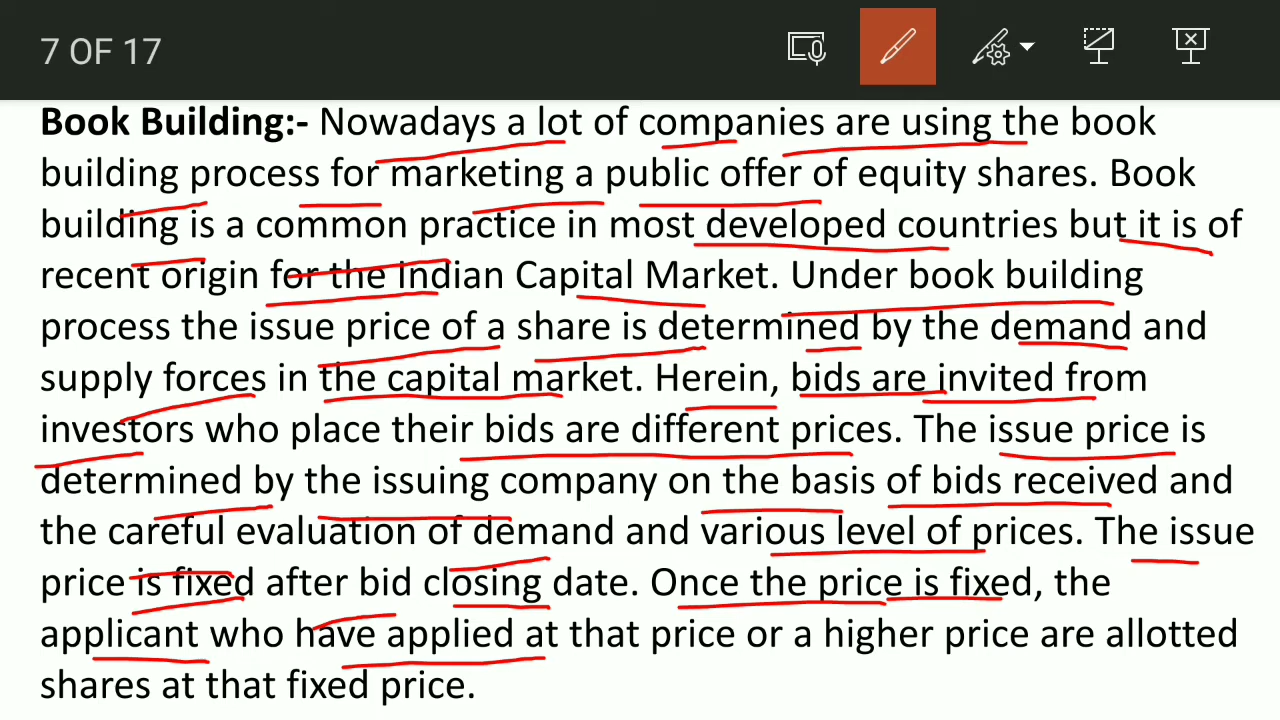 7 OF 17
Book Building:- Nowadays a lot of companies are using the book
building process for marketing a public offer of equity shares. Book
building is a common practice in most developed countries but it is of
recent origin for the Indian Capital Market. Under book building
process the issue price of a share is determined by the demand and
supply forces in the capital market. Herein, bids are invited from
investors who place their bids are different prices. The issue price is
determined by the issuing company on the basis of bids received and
the careful evaluation of demand and various level of prices. The issue
price is fixed after bid closing date. Once the price is fixed, the
applicant who have applied at that price or a higher price are allotted
shares at that fixed price.